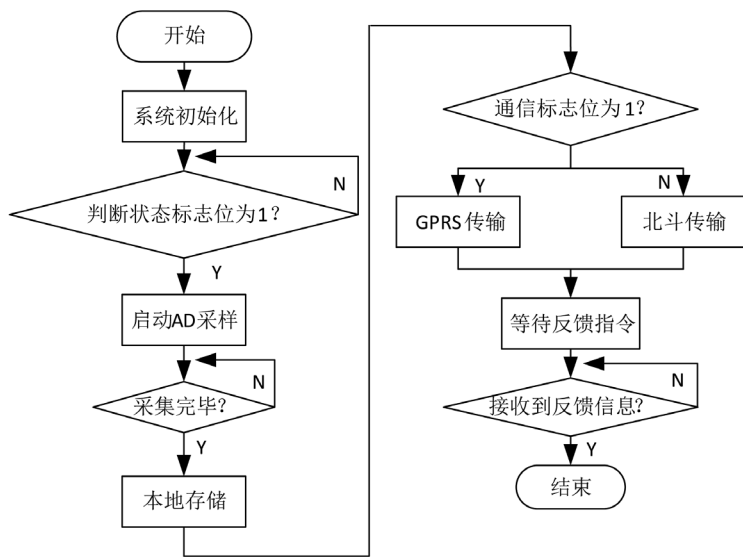 开始
系统初始化
N
判断状态标志位为1?
Y
启动AD采样
N
采集完毕?
Y
本地存储
通信标志位为1?
Y
N
GPRS传输
北斗传输
等待反馈指令
N
接收到反馈信息?
Y
结束